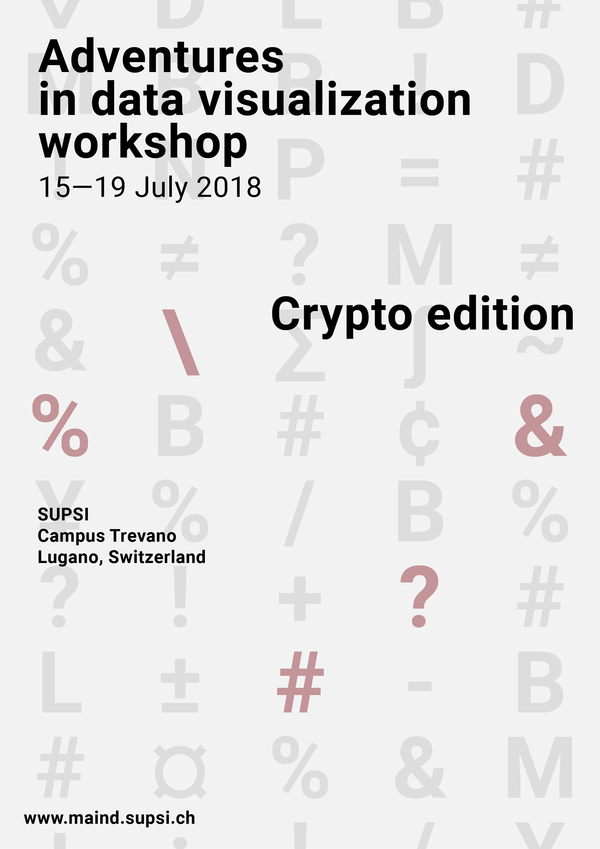 Adventures
in data visualization
workshop
15—19 July 2018
Crypto edition
SUPSI
Campus Trevano
Lugano, Switzerland
www.maind.supsi.ch